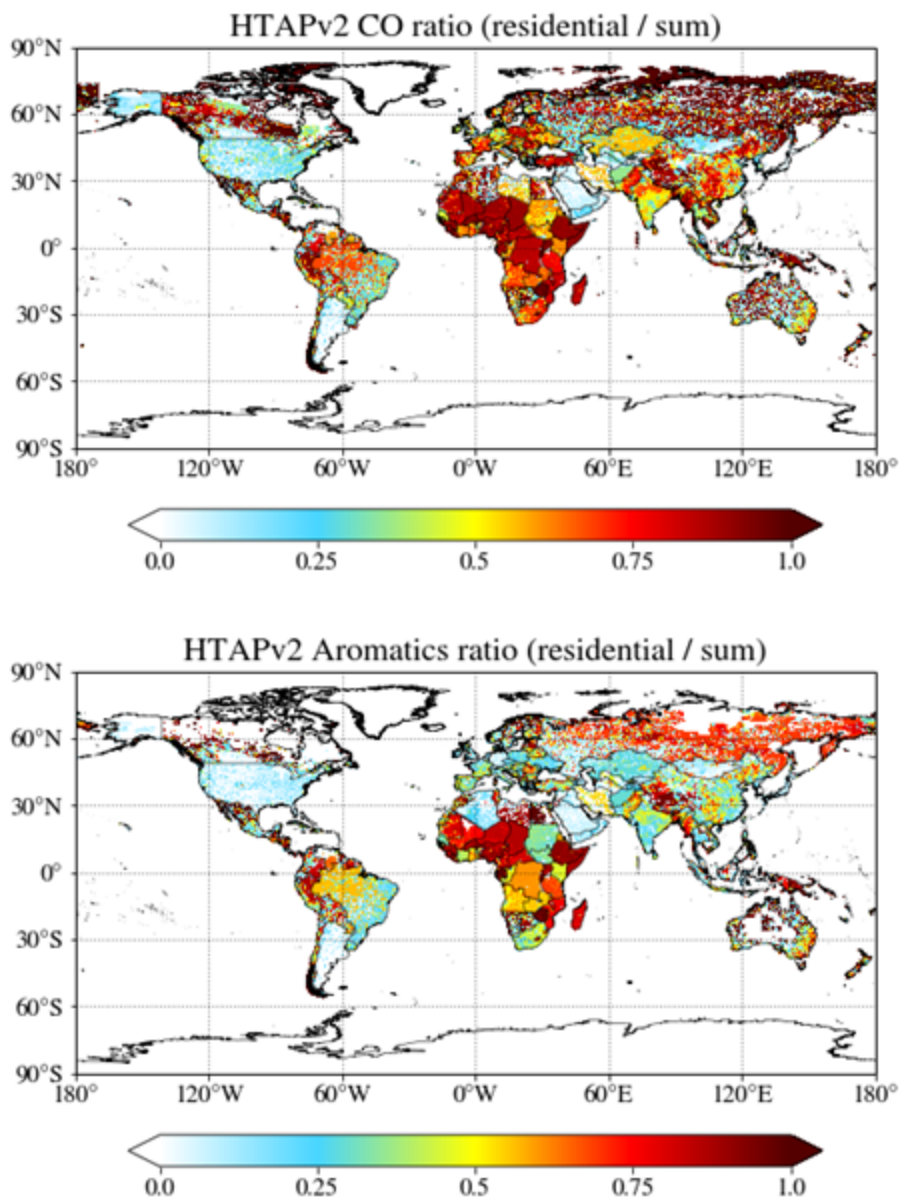 HTAPv2 CO ratio (residential / sum)
90°N
60°N
30°N
0°
30°S
60°S
90°S
180° 120°W 60°W 0°W 60°E 120°E 180°
0.0 0.25 0.5 0.75 1.0
HTAPv2 Aromatics ratio (residential / sum)
90°N
60°N
30°N
0°
30°S
60°S
90°S
180° 120°W 60°W 0°W 60°E 120°E 180°
0.0 0.25 0.5 0.75 1.0